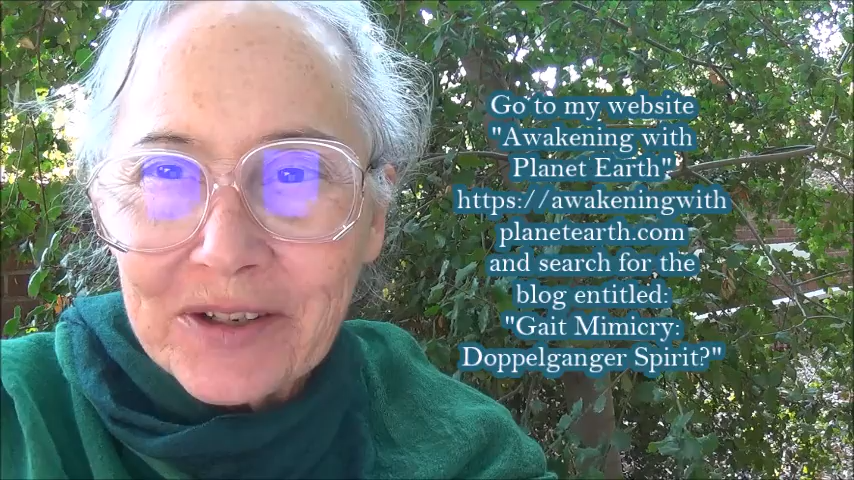 Go to my website
"Awakening with
Planet Earth"
https://awakeningwith
planetearth.com
and search for the
blog entitled:
"Gait Mimicry:
Doppelganger Spirit?"